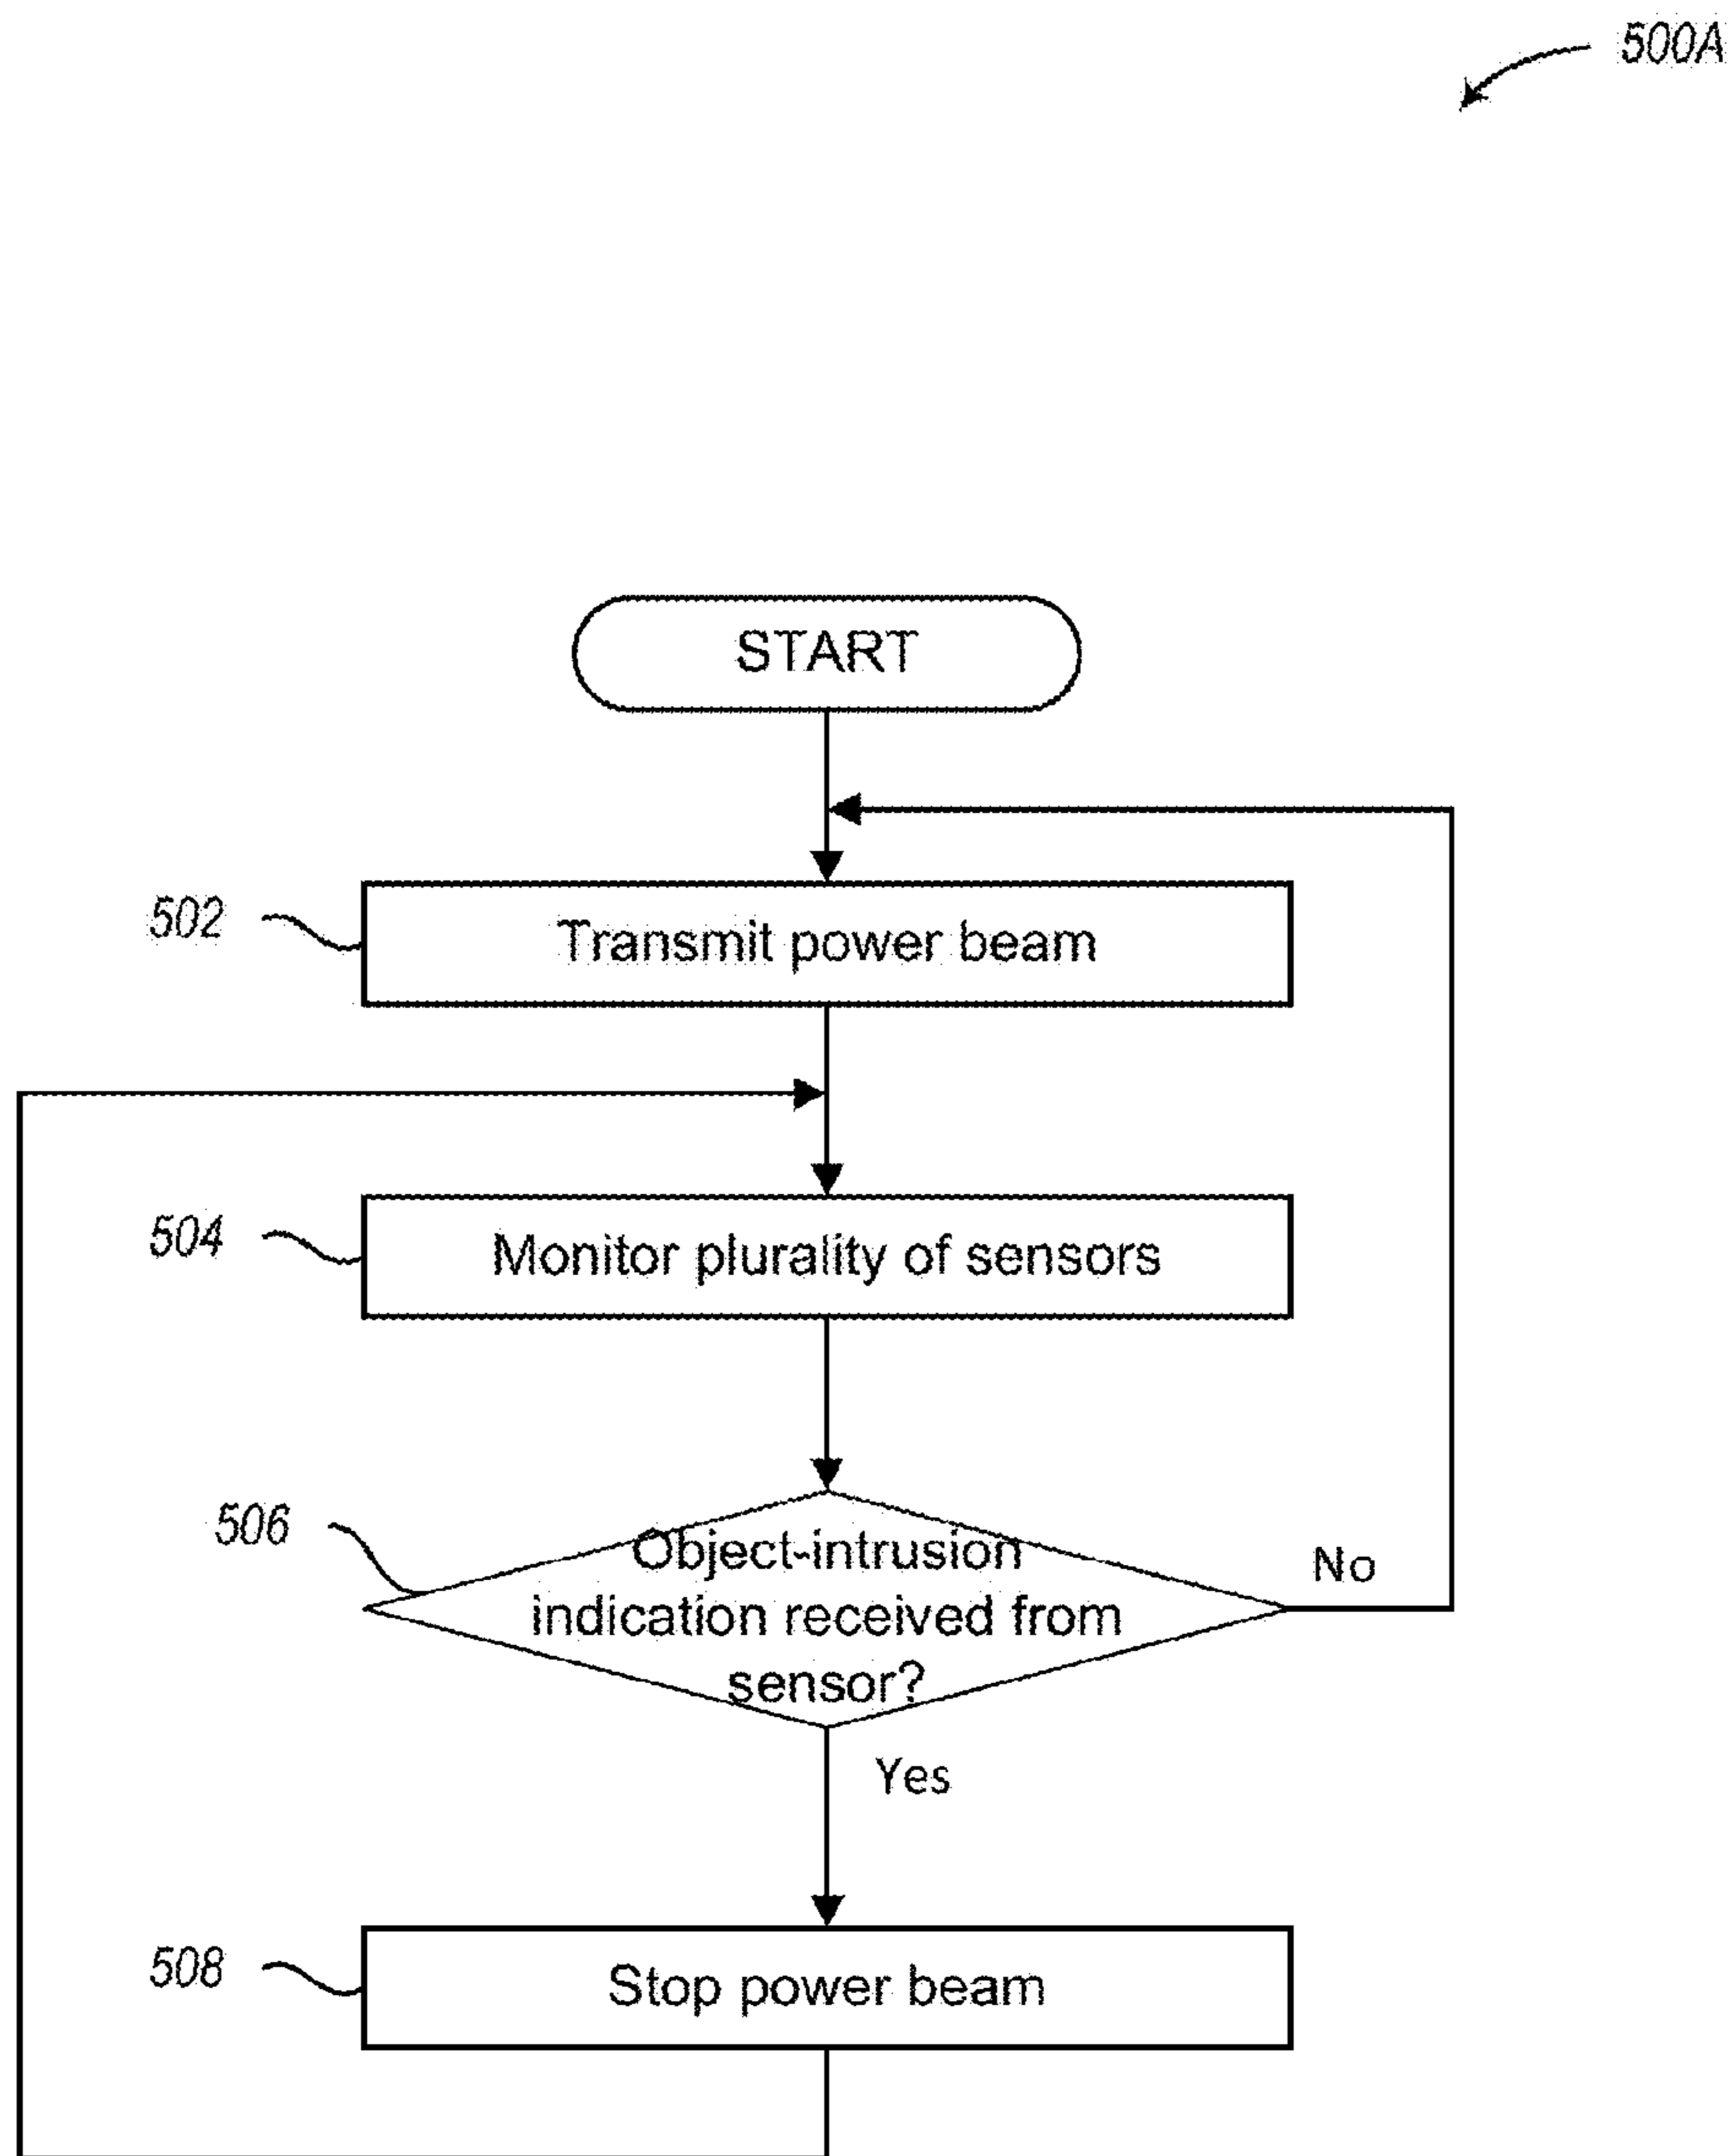 500A
START
502
Transmit power beam
504
Monitor plurality of sensors
506
Object-intrusion
indication received from
sensor?
No
Yes
508
Stop power beam